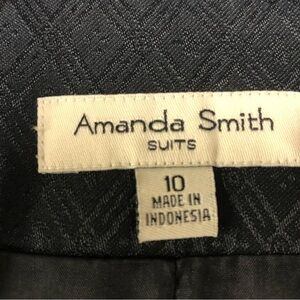 Amanda Smith
SUITS
10
MADE IN
INDONESIA